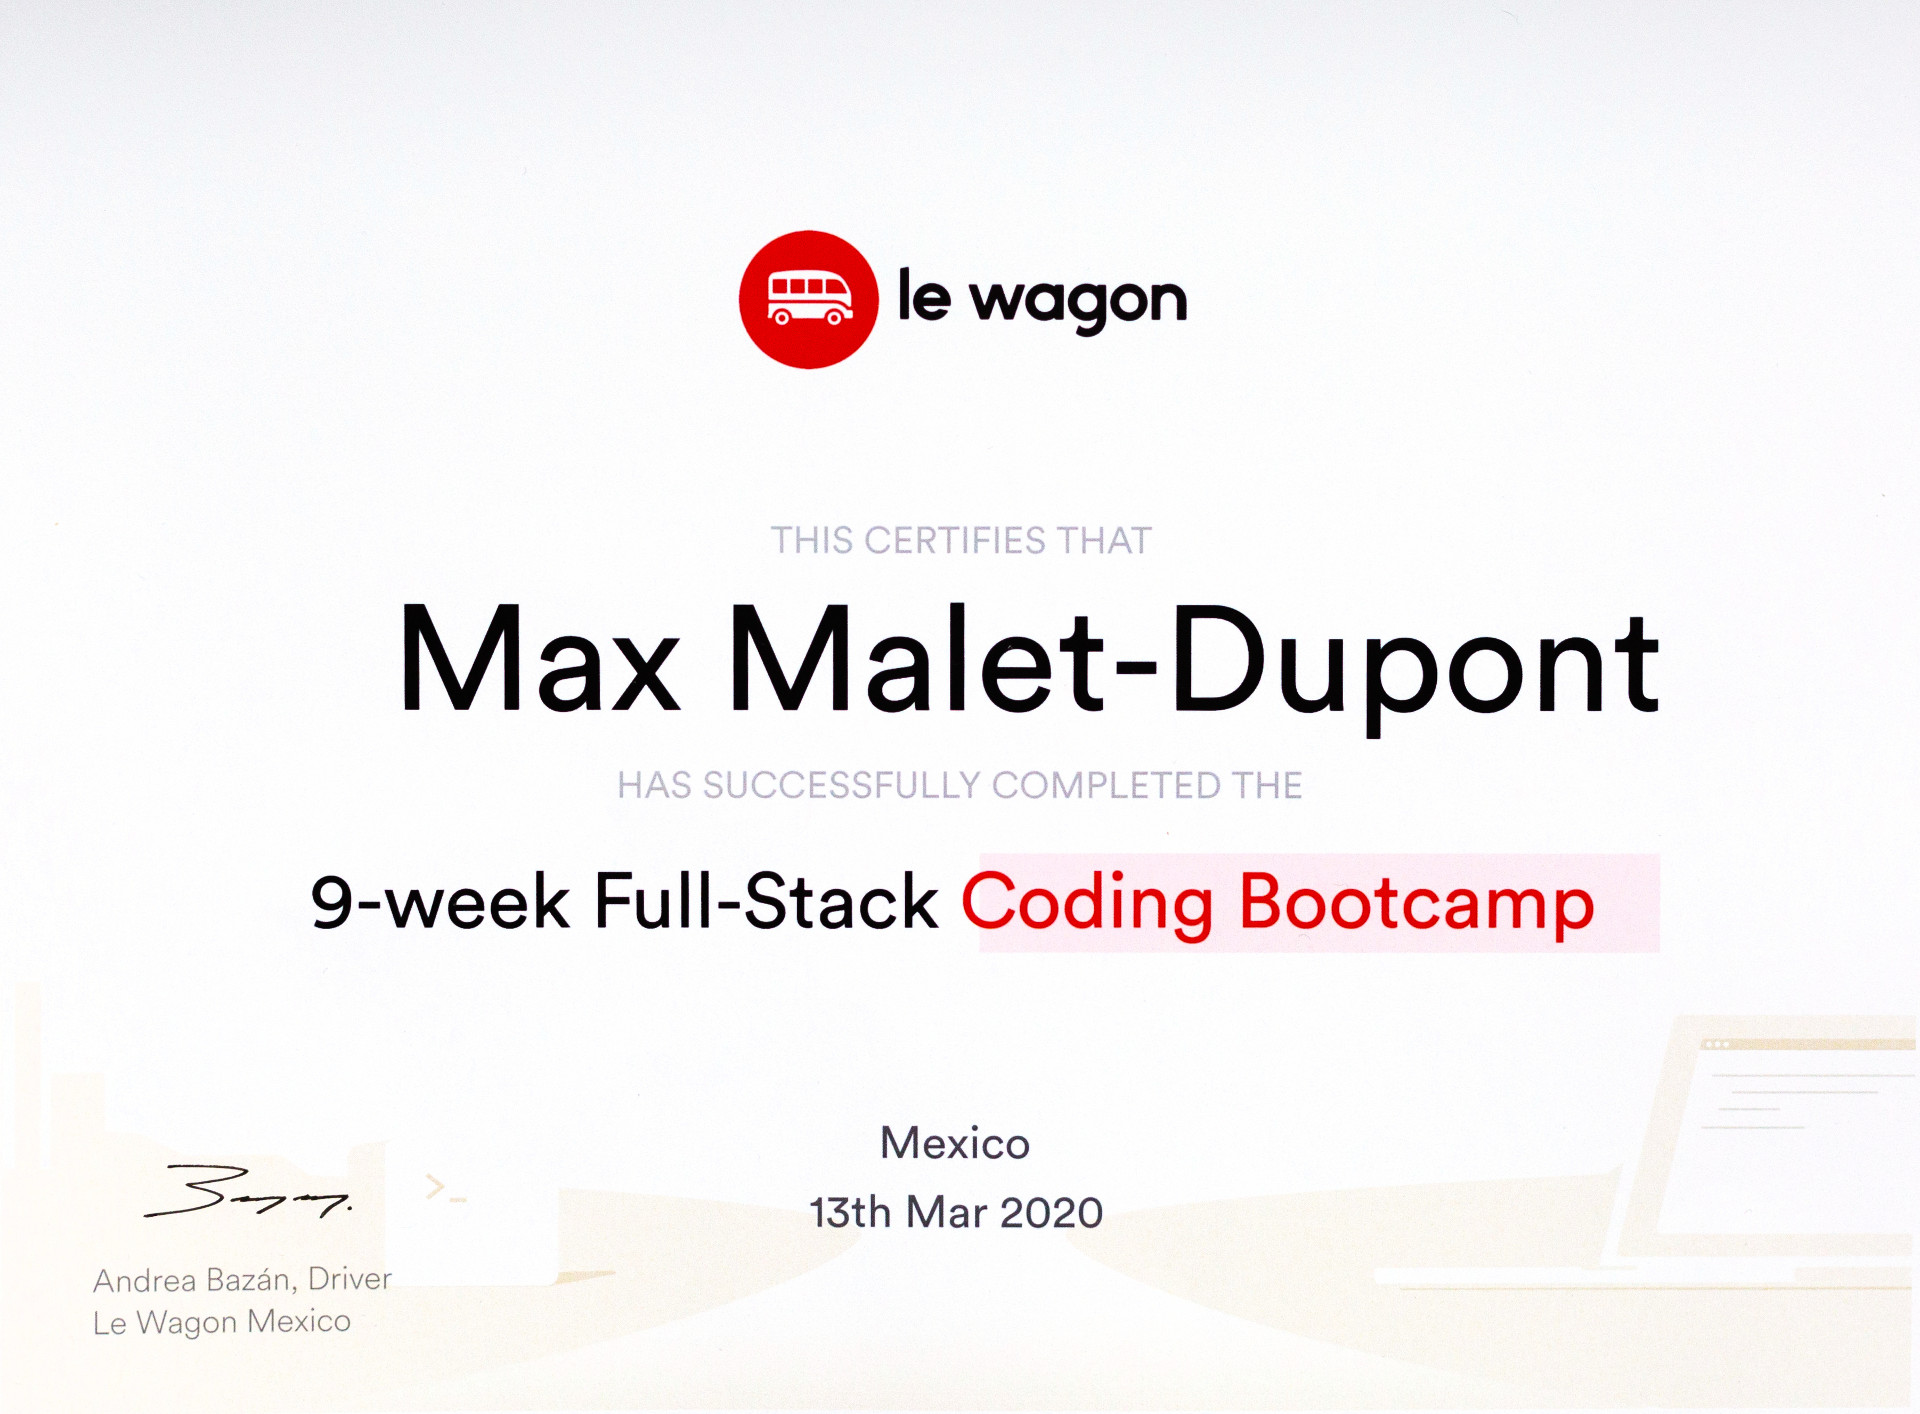 le wagon
THIS CERTIFIES THAT
Max Malet-Dupont
HAS SUCCESSFULLY COMPLETED THE
9-week Full-Stack Coding Bootcamp
Mexico
13th Mar 2020
>_
Andrea Bazán, Driver
Le Wagon Mexico